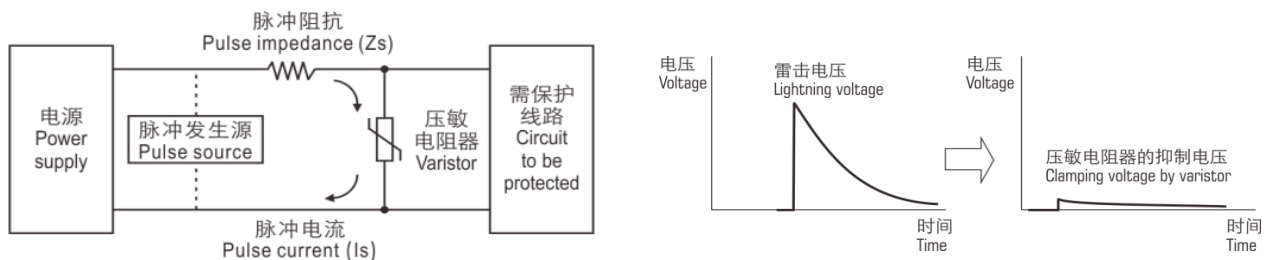 脉冲阻抗
Pulse impedance (Zs)
电源
Power
supply
脉冲发生源
Pulse source
压敏
电阻器
Varistor
需保护
线路
Circuit
to be
protected
脉冲电流
Pulse current (Is)
电压
Voltage
雷击电压
Lightning voltage
时间
Time
电压
Voltage
压敏电阻器的抑制电压
Clamping voltage by varistor
时间
Time